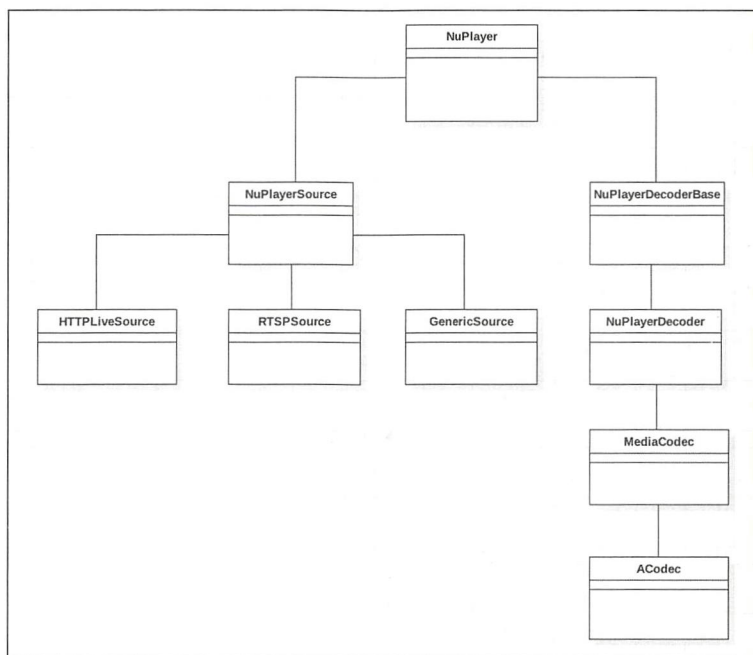 NuPlayer
NuPlayerSource
NuPlayerDecoderBase
HTTPLiveSource
RTSPSource
GenericSource
NuPlayerDecoder
MediaCodec
ACodec